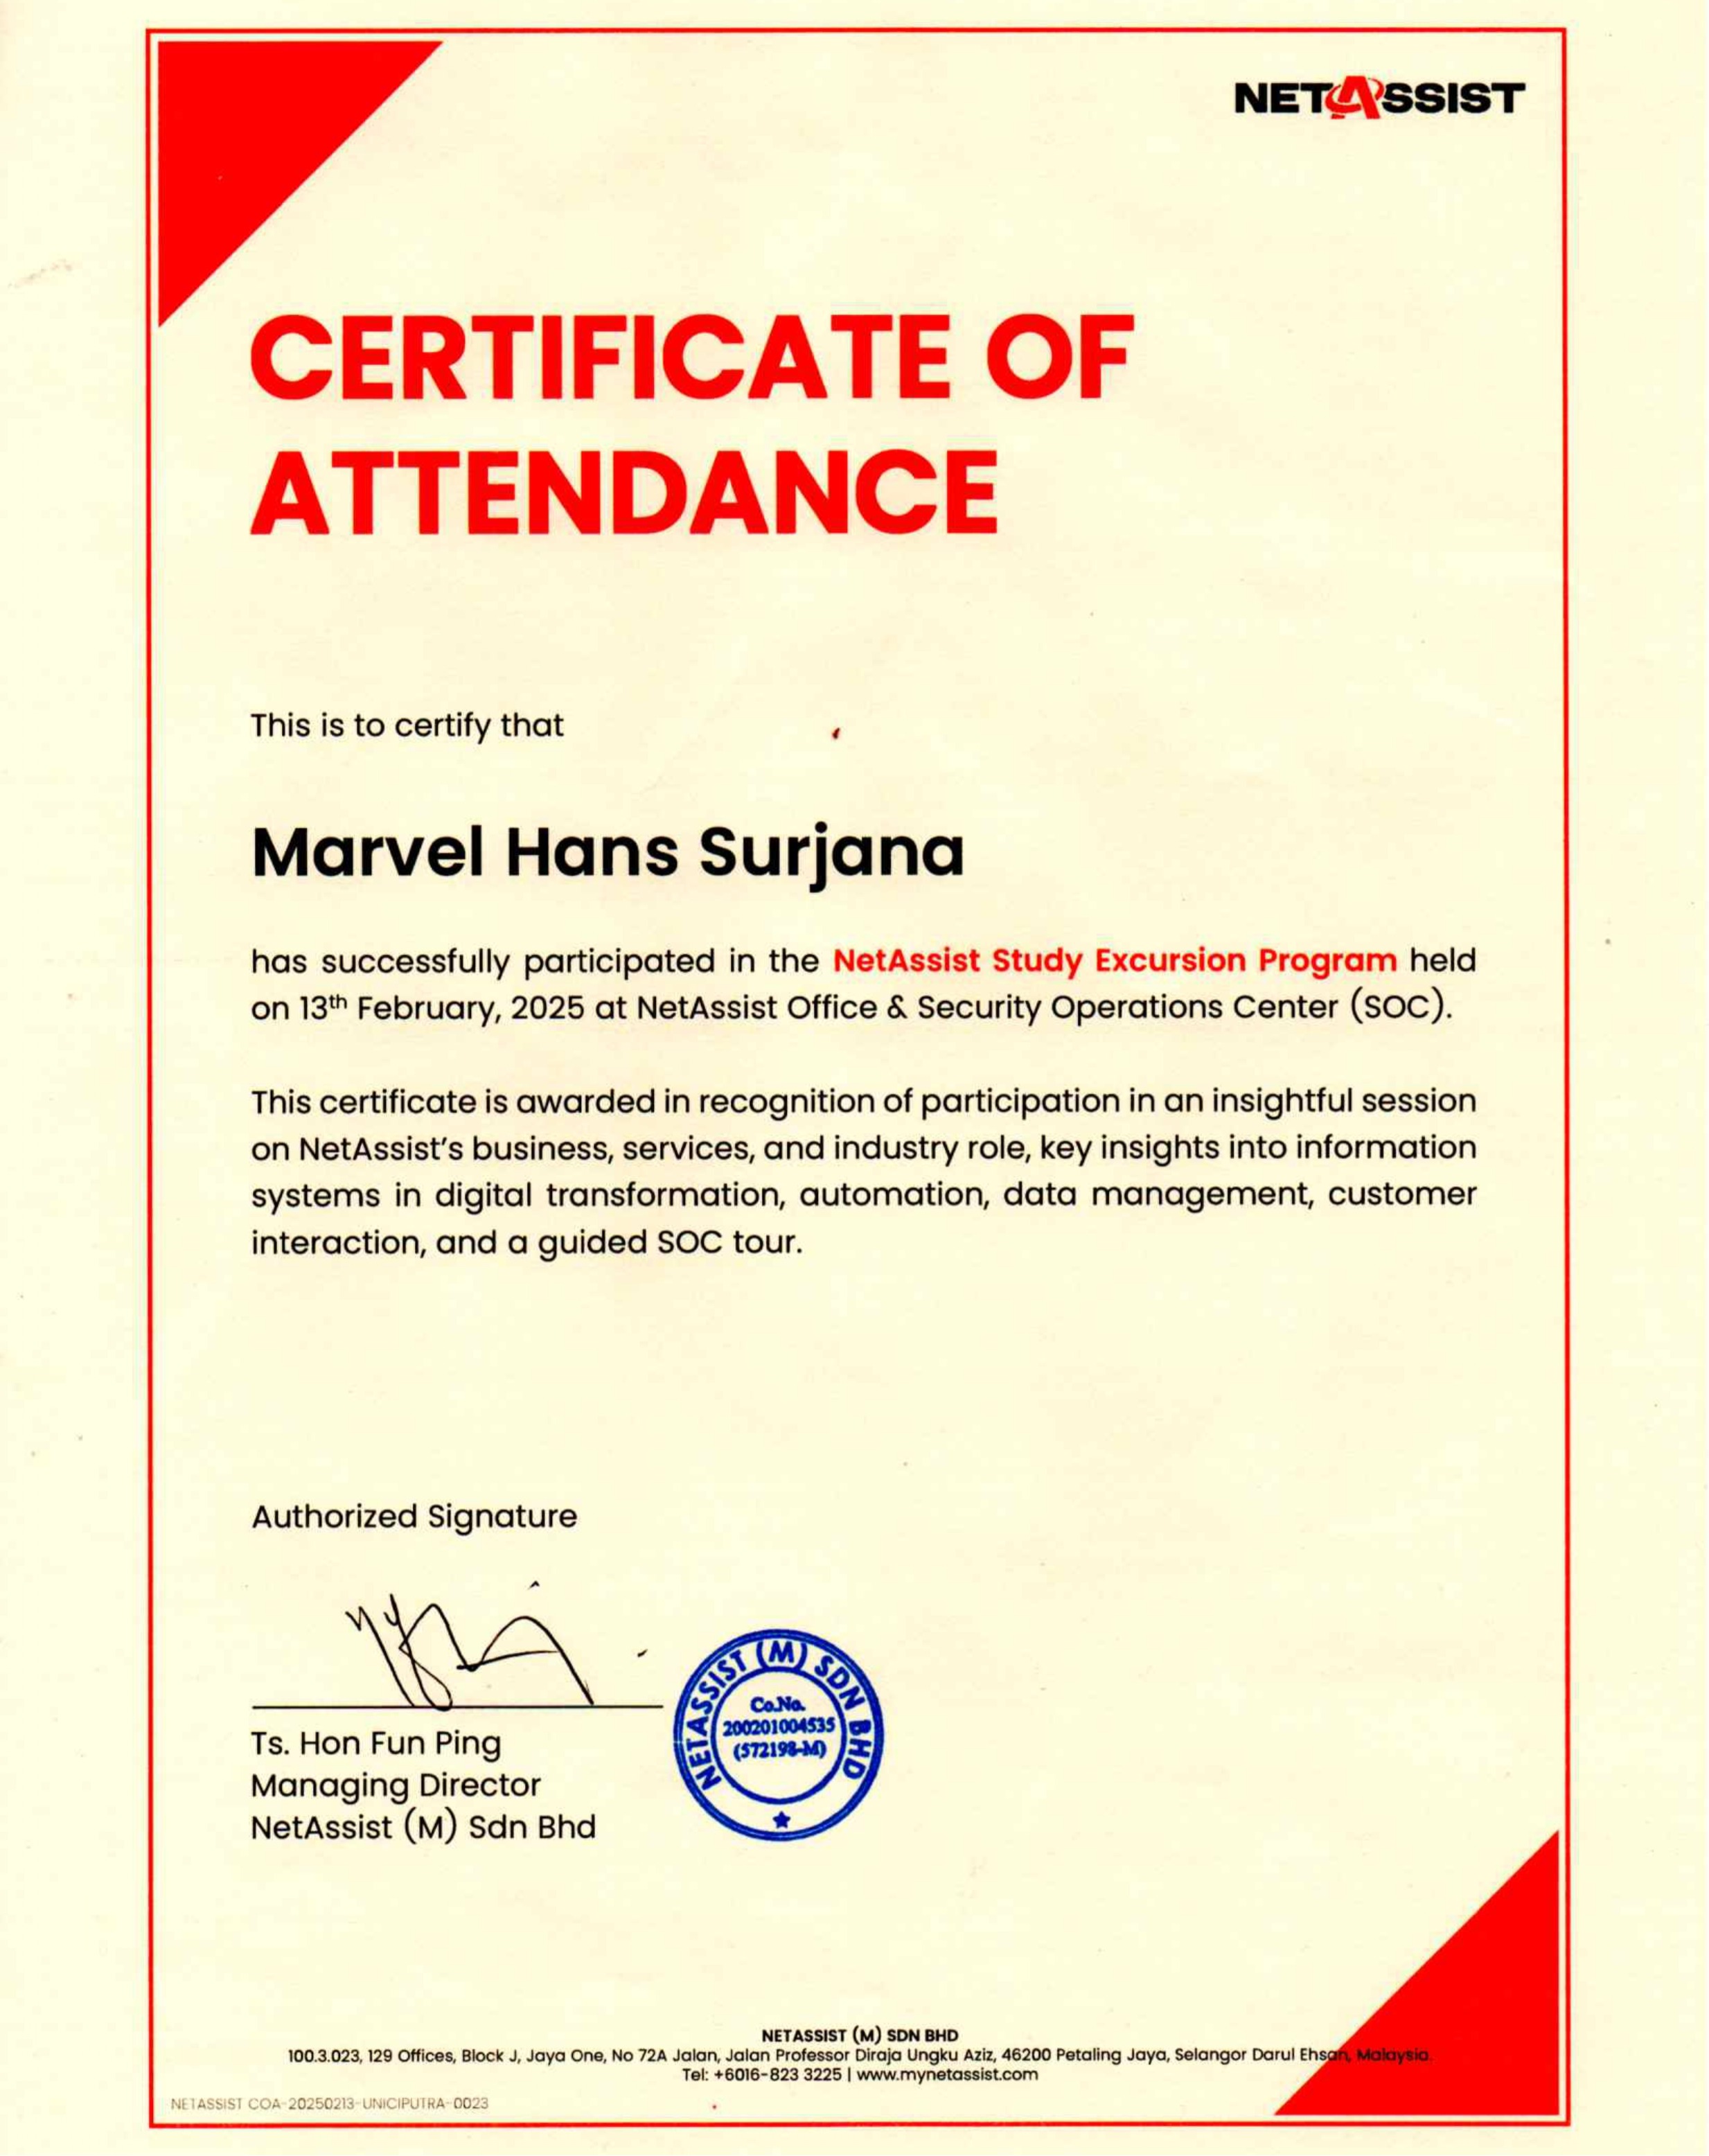 NETASSIST
CERTIFICATE OF
ATTENDANCE
This is to certify that
Marvel Hans Surjana
has successfully participated in the NetAssist Study Excursion Program held
on 13th February, 2025 at NetAssist Office & Security Operations Center (SOC).
This certificate is awarded in recognition of participation in an insightful session
on NetAssist's business, services, and industry role, key insights into information
systems in digital transformation, automation, data management, customer
interaction, and a guided SOC tour.
Authorized Signature
NETASSIST (M) SDN BHD
Co.No.
200201004535
(572198-M)
Ts. Hon Fun Ping
Managing Director
NetAssist (M) Sdn Bhd
NETASSIST (M) SDN BHD
100.3.023, 129 Offices, Block J, Jaya One, No 72A Jalan, Jalan Professor Diraja Ungku Aziz, 46200 Petaling Jaya, Selangor Darul Ehsan, Malaysia.
Tel: +6016-823 3225 | www.mynetassist.com
NETASSIST COA-20250213-UNICIPUTRA-0023